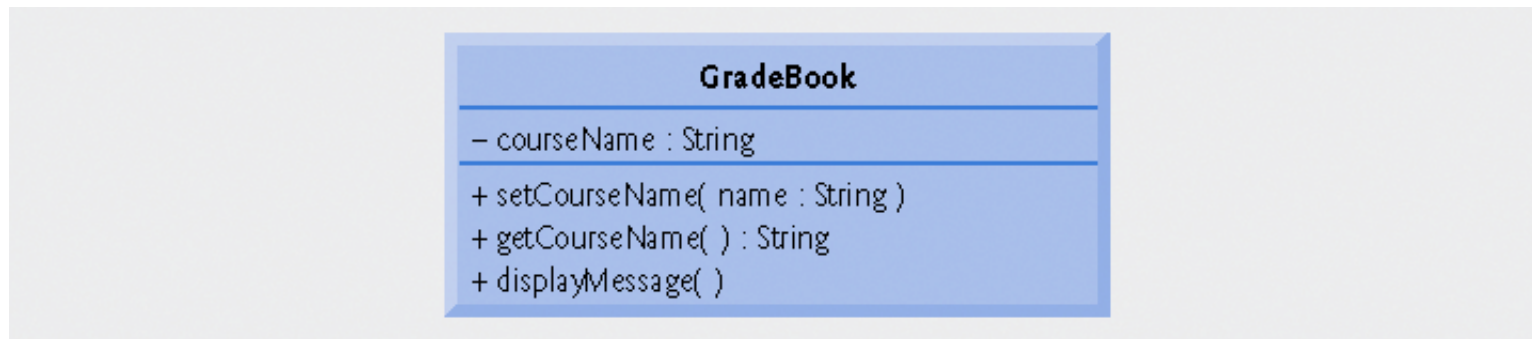 GradeBook
– courseName : String
+ setCourseName( name : String )
+ getCourseName( ) : String
+ displayMessage( )